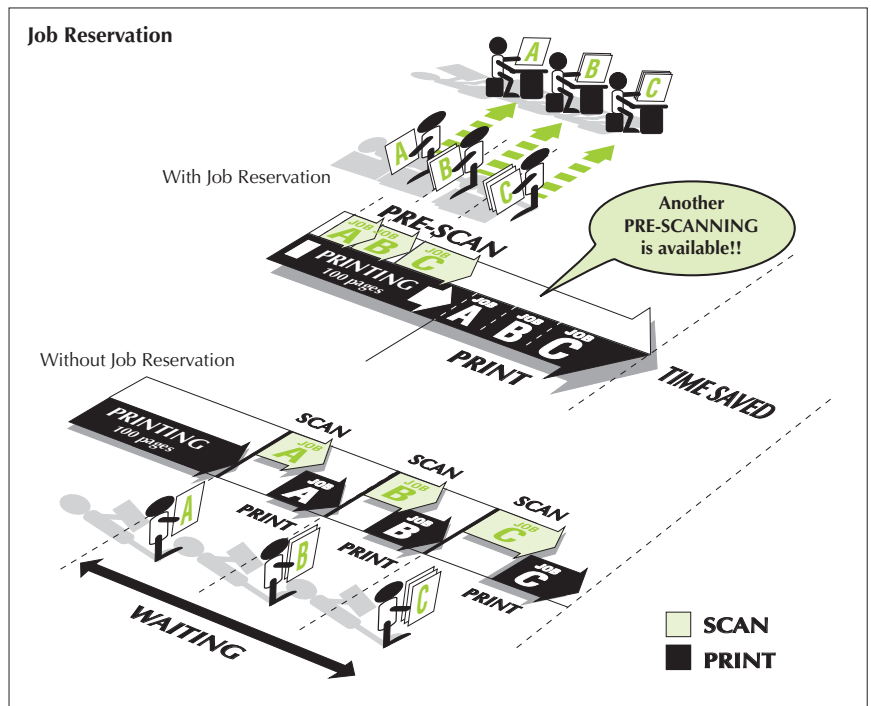 Job Reservation
A
B
C
With Job Reservation
A
B
C
PRE-SCAN
Another
PRE-SCANNING
is available!!
JOB
A
JOB
B
JOB
C
PRINTING
100 pages
JOB
A
JOB
B
JOB
C
PRINT
TIME SAVED
Without Job Reservation
PRINTING
100 pages
SCAN
JOB
A
JOB
A
PRINT
SCAN
JOB
B
JOB
B
PRINT
SCAN
JOB
C
JOB
C
PRINT
A
B
C
WAITING
SCAN
PRINT